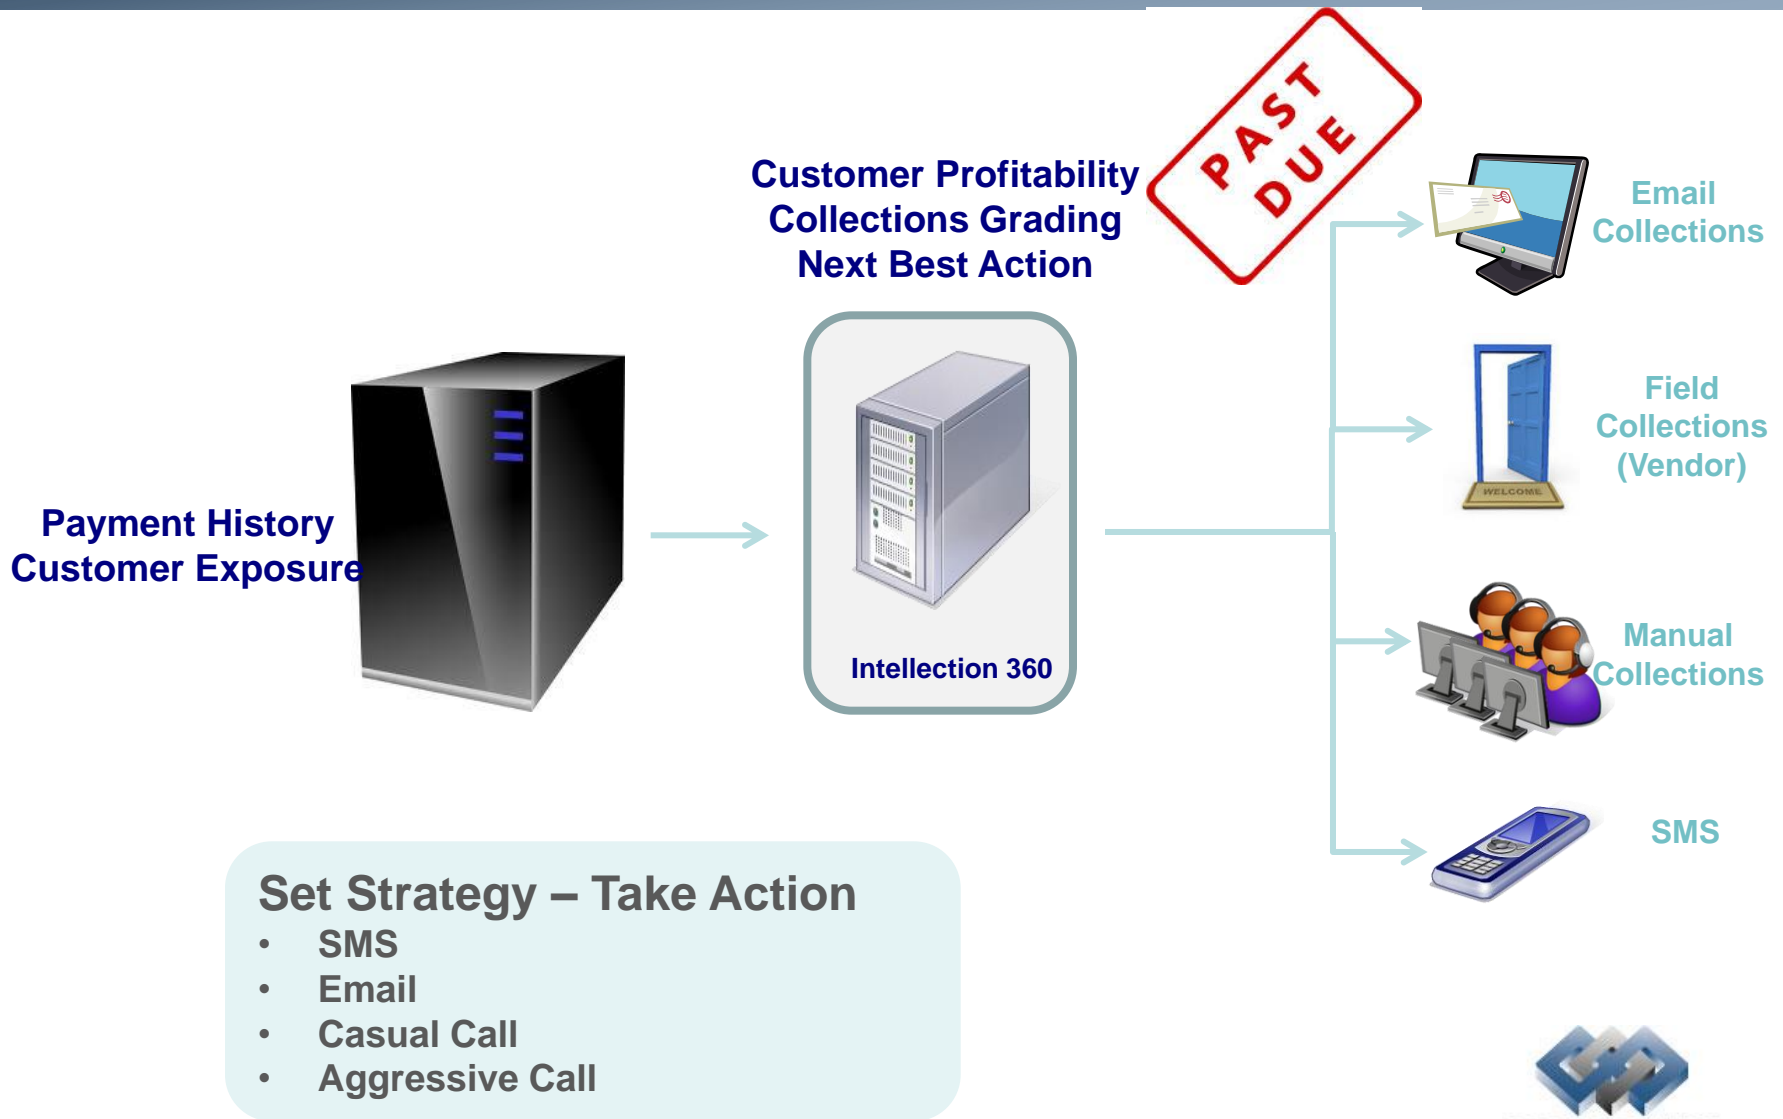 PAST
DUE
Customer Profitability
Collections Grading
Next Best Action
Email
Collections
Field
Collections
(Vendor)
WELCOME
Payment History
Customer Exposure
Intellection 360
Manual
Collections
SMS
Set Strategy – Take Action
• SMS
• Email
• Casual Call
• Aggressive Call